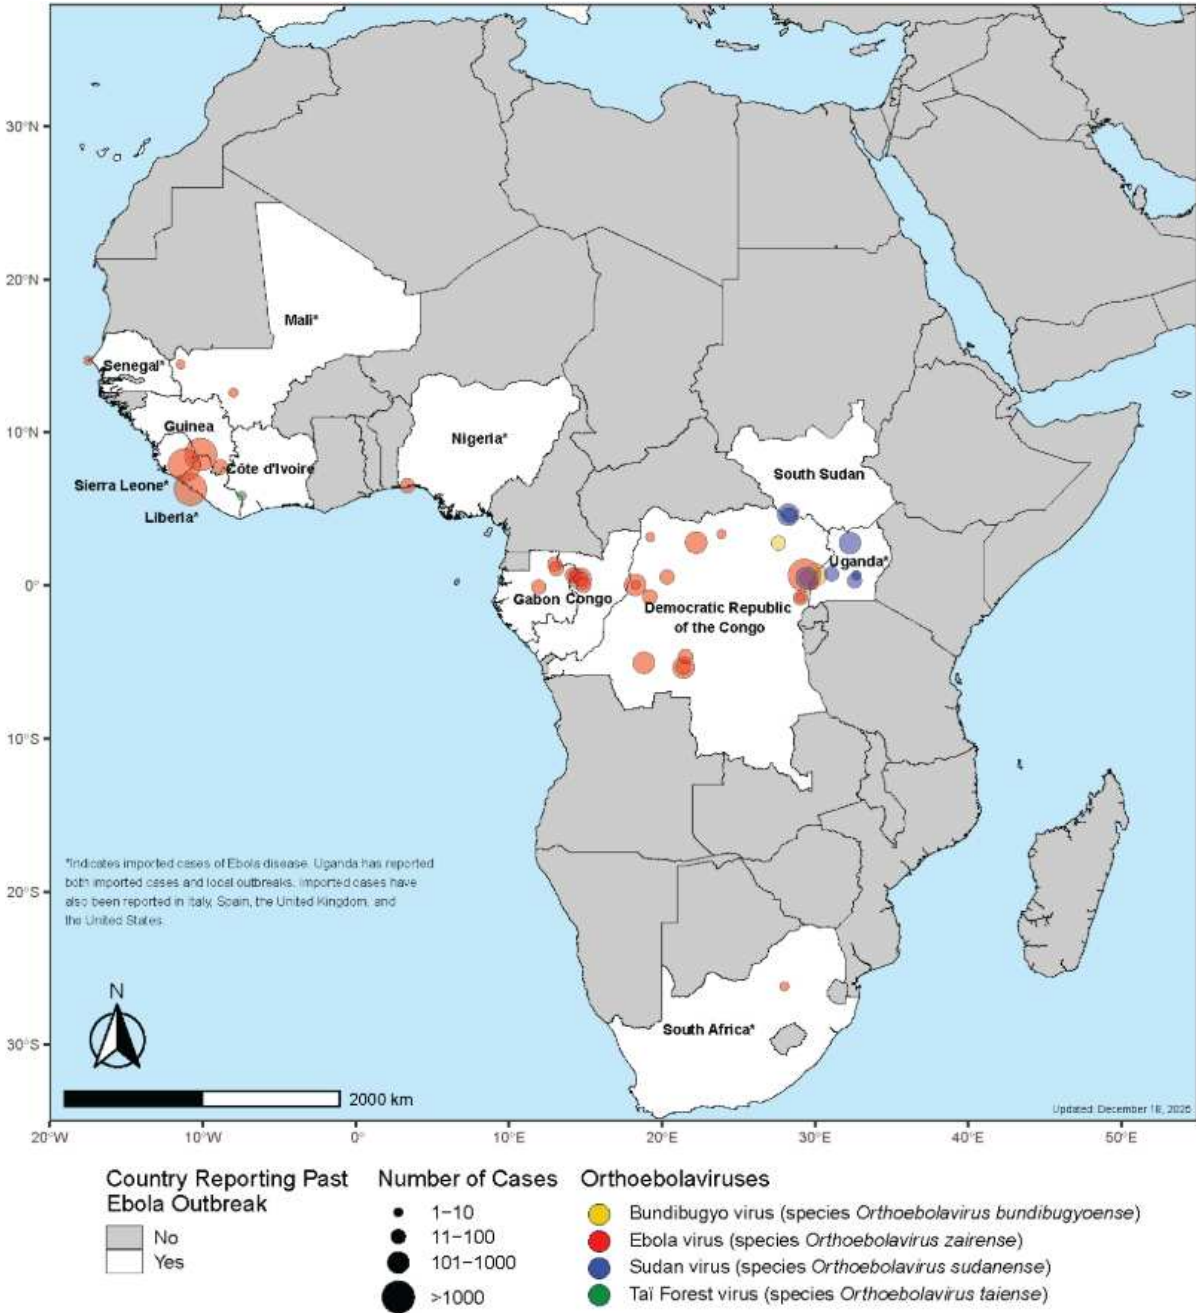 30°N
20°N
10°N
0°
10°S
20°S
30°S
Mali*
Senegal*
Guinea
Nigeria*
Côte d'Ivoire
South Sudan
Sierra Leone*
Liberia*
Uganda*
Gabon Congo
Democratic Republic
of the Congo
South Africa*
*Indicates imported cases of Ebola disease. Uganda has reported
both imported cases and local outbreaks. Imported cases have
also been reported in Italy, Spain, the United Kingdom, and
the United States.
N
2000 km
Updated: December 18, 2025
20°W
10°W
0°
10°E
20°E
30°E
40°E
50°E
Country Reporting Past
Ebola Outbreak
No
Yes
Number of Cases
1–10
11–100
101–1000
>1000
Orthoebolaviruses
Bundibugyo virus (species Orthoebolavirus bundibugyoense)
Ebola virus (species Orthoebolavirus zairense)
Sudan virus (species Orthoebolavirus sudanense)
Taï Forest virus (species Orthoebolavirus taiense)